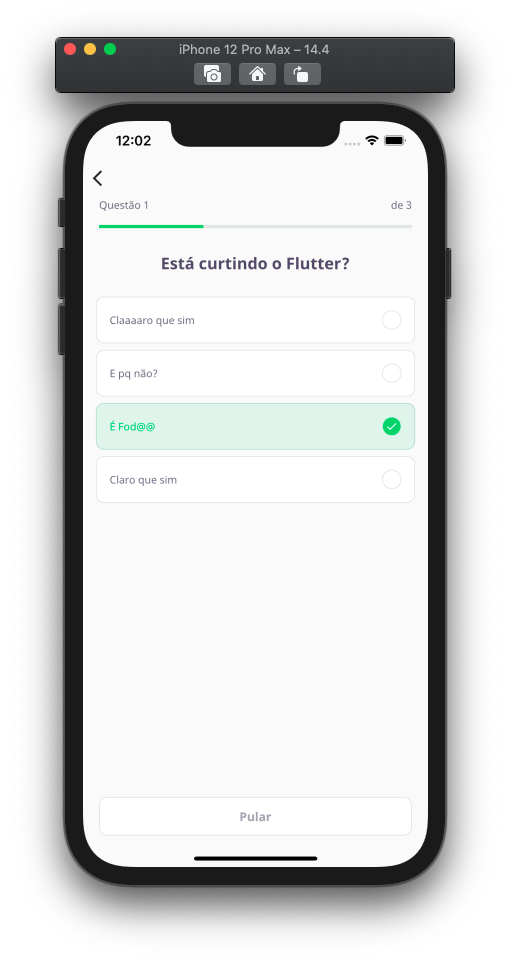 iPhone 12 Pro Max – 14.4
12:02
Questão 1
de 3
Está curtindo o Flutter?
Claaaaro que sim
E pq não?
É Fod@@
Claro que sim
Pular